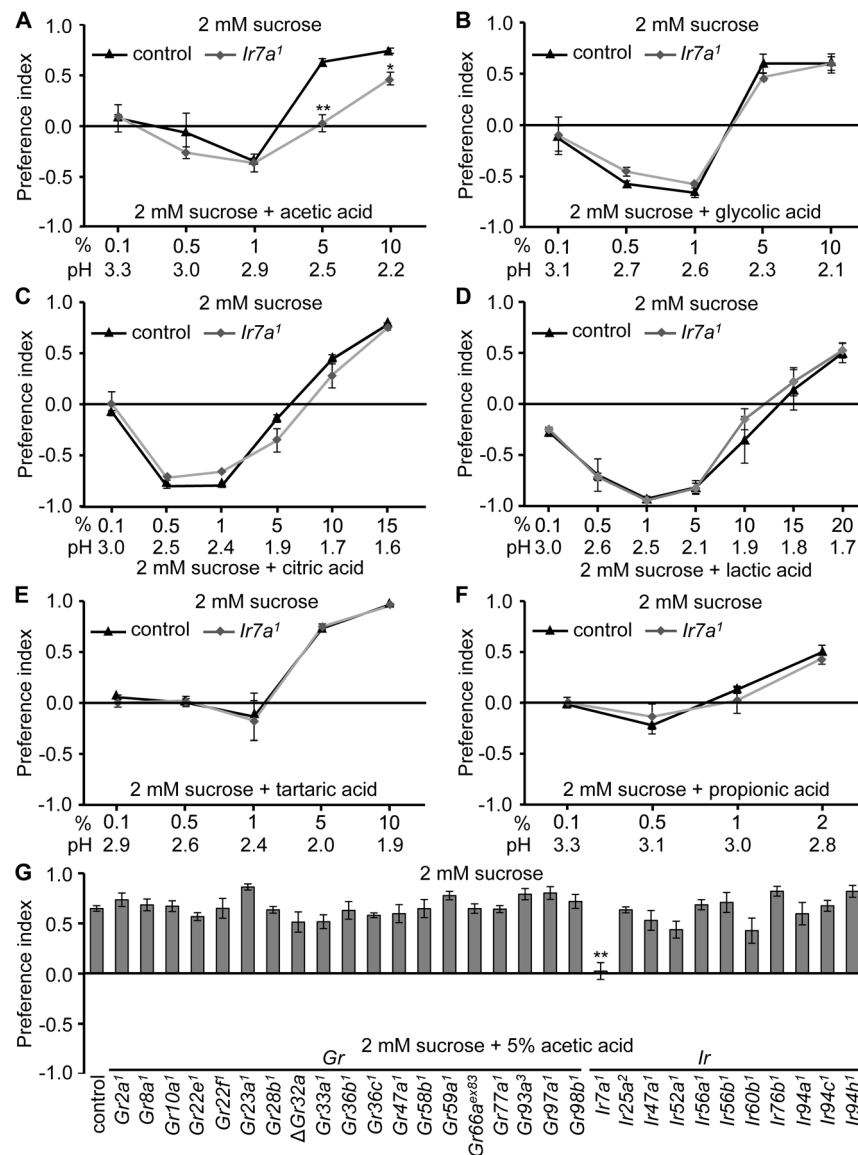 A
2 mM sucrose
control Ir7a¹
Preference index
1.0
0.5
0.0
-0.5
-1.0
*
**
2 mM sucrose + acetic acid
% 0.1 0.5 1 5 10
pH 3.3 3.0 2.9 2.5 2.2
B
2 mM sucrose
control Ir7a¹
Preference index
1.0
0.5
0.0
-0.5
-1.0
2 mM sucrose + glycolic acid
% 0.1 0.5 1 5 10
pH 3.1 2.7 2.6 2.3 2.1
C
2 mM sucrose
control Ir7a¹
Preference index
1.0
0.5
0.0
-0.5
-1.0
% 0.1 0.5 1 5 10 15
pH 3.0 2.5 2.4 1.9 1.7 1.6
2 mM sucrose + citric acid
D
2 mM sucrose
control Ir7a¹
Preference index
1.0
0.5
0.0
-0.5
-1.0
% 0.1 0.5 1 5 10 15 20
pH 3.0 2.6 2.5 2.1 1.9 1.8 1.7
2 mM sucrose + lactic acid
E
2 mM sucrose
control Ir7a¹
Preference index
1.0
0.5
0.0
-0.5
-1.0
2 mM sucrose + tartaric acid
% 0.1 0.5 1 5 10
pH 2.9 2.6 2.4 2.0 1.9
F
2 mM sucrose
control Ir7a¹
Preference index
1.0
0.5
0.0
-0.5
-1.0
2 mM sucrose + propionic acid
% 0.1 0.5 1 2
pH 3.3 3.1 3.0 2.8
G
2 mM sucrose
Preference index
1.0
0.5
0.0
-0.5
-1.0
**
2 mM sucrose + 5% acetic acid
Gr
Ir
control
Gr2a¹
Gr8a¹
Gr10a¹
Gr22e¹
Gr22f¹
Gr23a¹
Gr28b¹
ΔGr32a
Gr33a¹
Gr36b¹
Gr36c¹
Gr47a¹
Gr58b¹
Gr59a¹
Gr66aᵉˣ⁸³
Gr77a¹
Gr93a³
Gr97a¹
Gr98b¹
Ir7a¹
Ir25a²
Ir47a¹
Ir52a¹
Ir56a¹
Ir56b¹
Ir60b¹
Ir76b¹
Ir94a¹
Ir94c¹
Ir94h¹